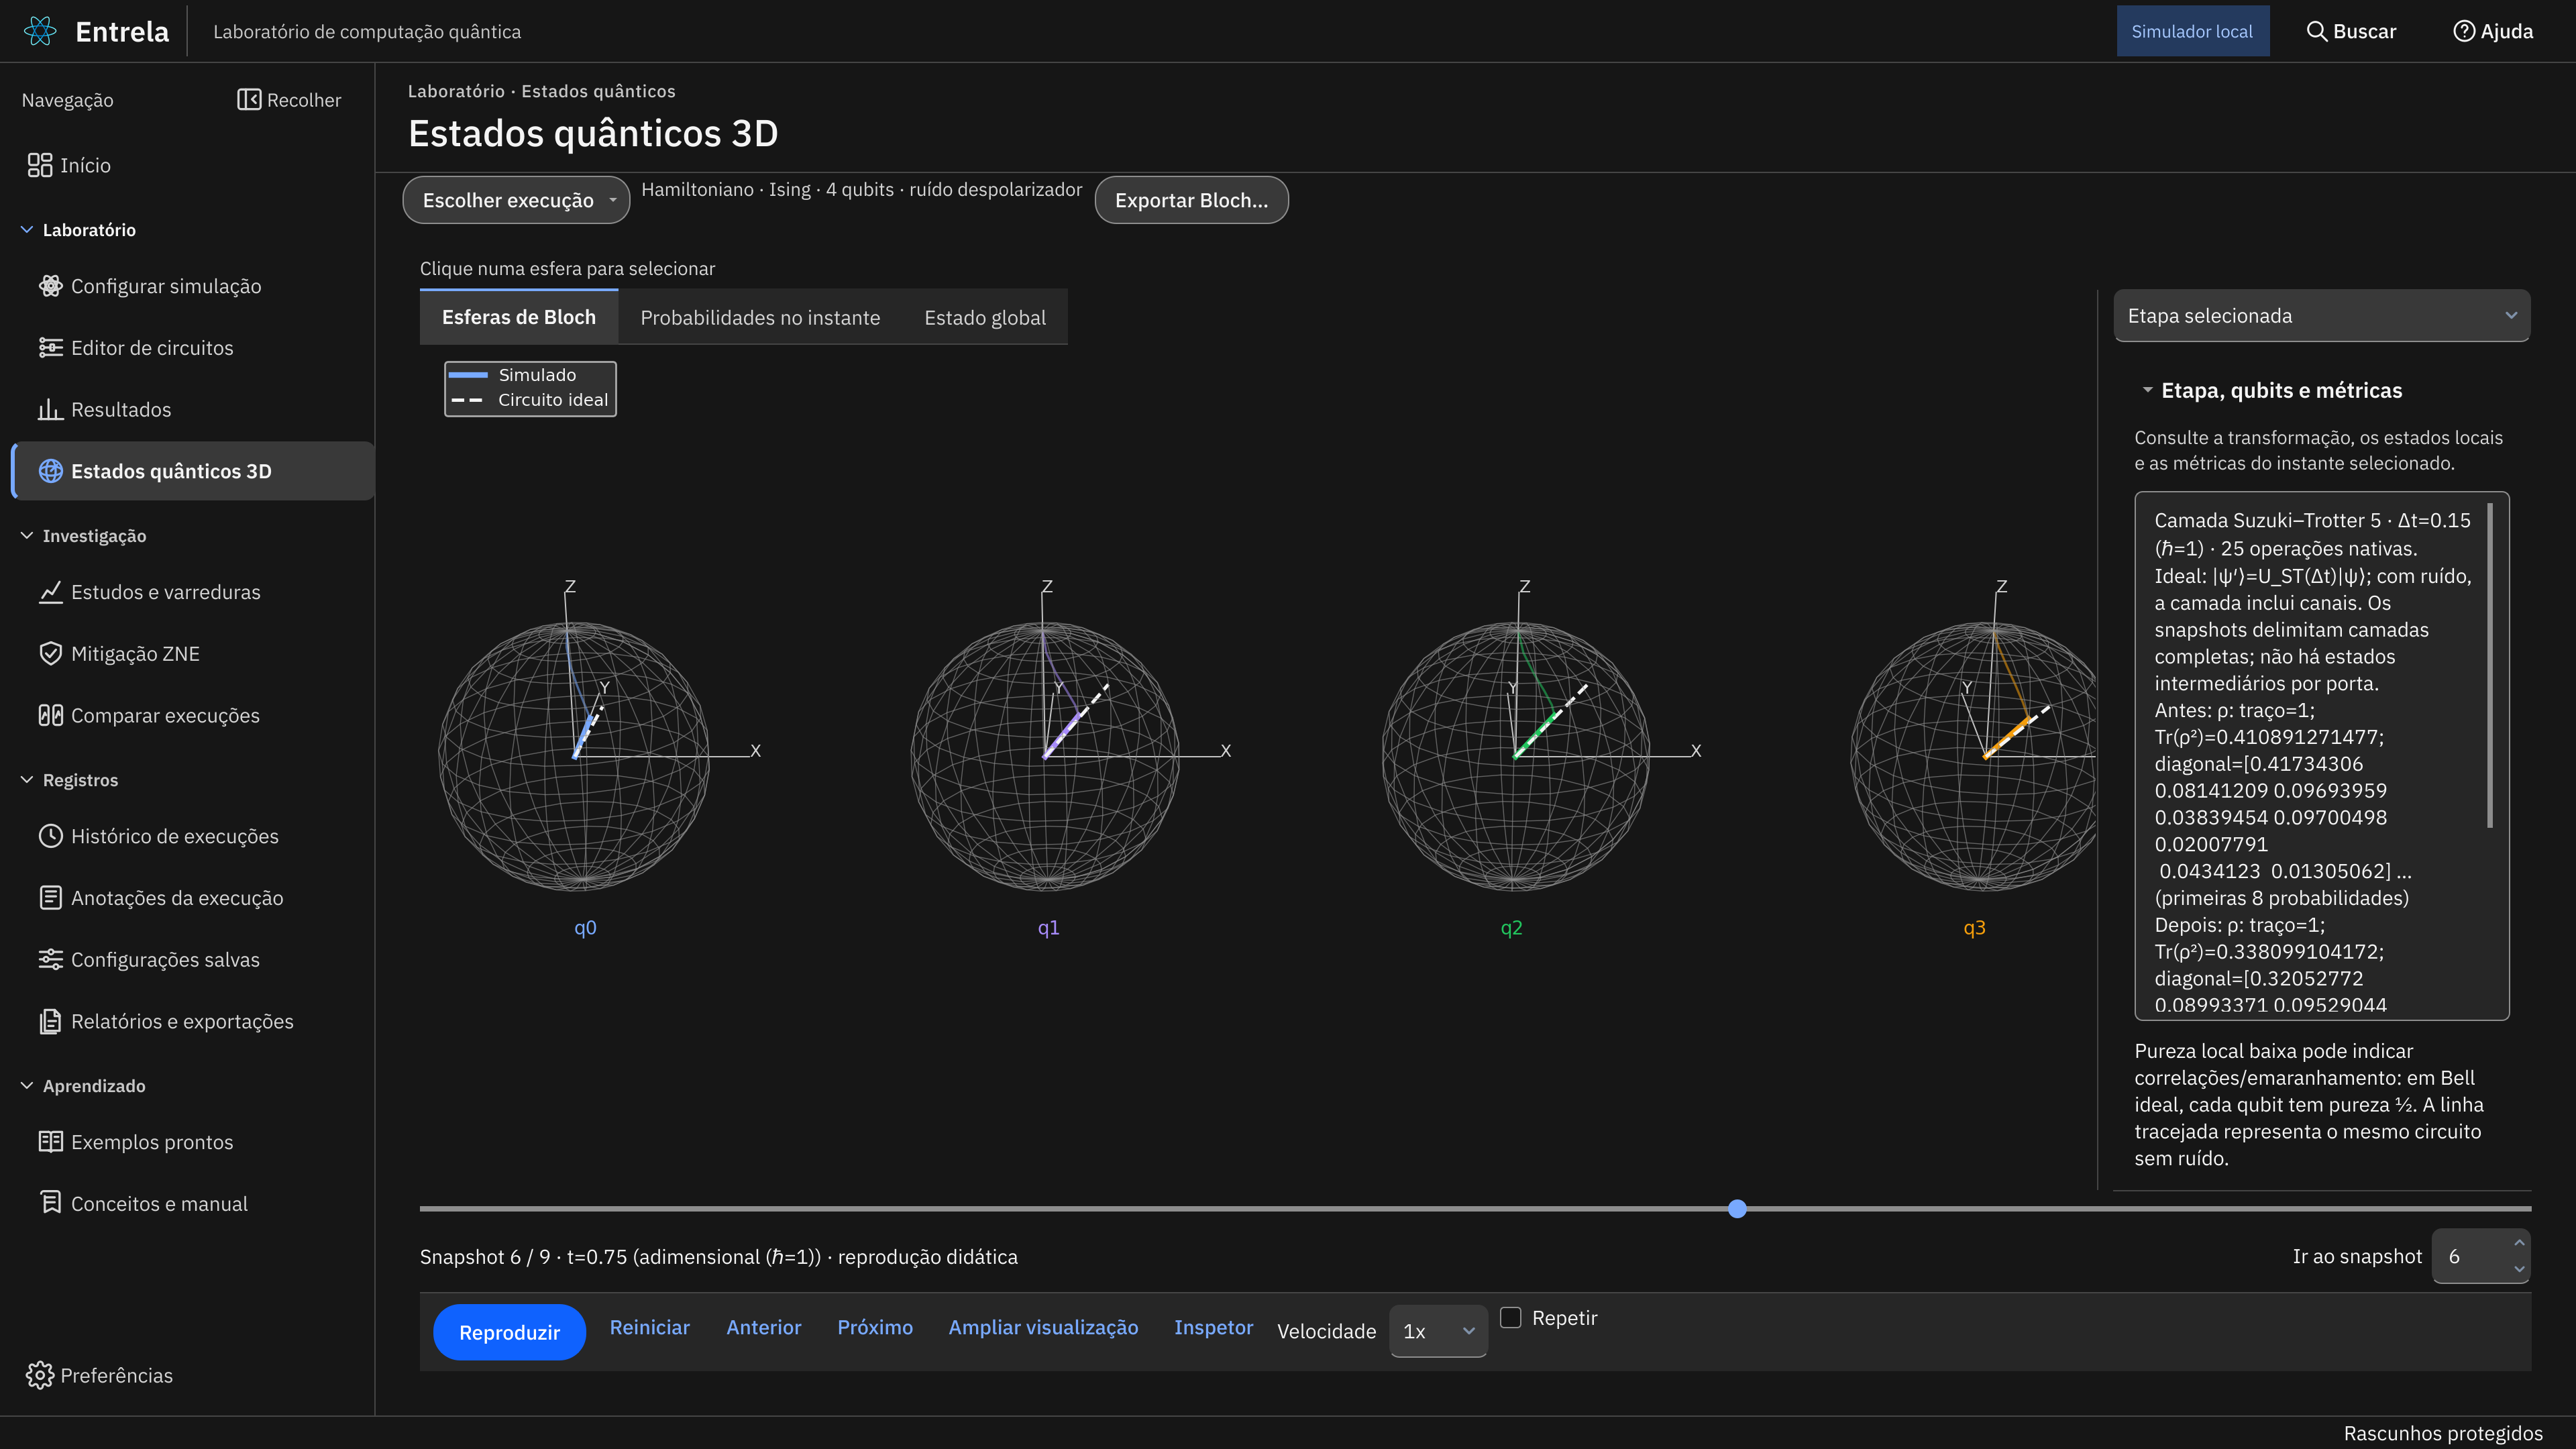 Entrela
Laboratório de computação quântica
Simulador local
Buscar
Ajuda
Navegação
Recolher
Início
Laboratório
Configurar simulação
Editor de circuitos
Resultados
Estados quânticos 3D
Investigação
Estudos e varreduras
Mitigação ZNE
Comparar execuções
Registros
Histórico de execuções
Anotações da execução
Configurações salvas
Relatórios e exportações
Aprendizado
Exemplos prontos
Conceitos e manual
Preferências
Laboratório · Estados quânticos
Estados quânticos 3D
Escolher execução
Hamiltoniano · Ising · 4 qubits · ruído despolarizador
Exportar Bloch...
Clique numa esfera para selecionar
Esferas de Bloch
Probabilidades no instante
Estado global
Simulado
Circuito ideal
Z
Y
X
q0
Z
Y
X
q1
Z
Y
X
q2
Z
Y
q3
Etapa selecionada
Etapa, qubits e métricas
Consulte a transformação, os estados locais
e as métricas do instante selecionado.
Camada Suzuki–Trotter 5 · Δt=0.15
(ℏ=1) · 25 operações nativas.
Ideal: |ψ′⟩=U_ST(Δt)|ψ⟩; com ruído,
a camada inclui canais. Os
snapshots delimitam camadas
completas; não há estados
intermediários por porta.
Antes: ρ: traço=1;
Tr(ρ²)=0.410891271477;
diagonal=[0.41734306
0.08141209 0.09693959
0.03839454 0.09700498
0.02007791
0.0434123  0.01305062] ...
(primeiras 8 probabilidades)
Depois: ρ: traço=1;
Tr(ρ²)=0.338099104172;
diagonal=[0.32052772
0.08993371 0.09529044
Pureza local baixa pode indicar
correlações/emaranhamento: em Bell
ideal, cada qubit tem pureza ½. A linha
tracejada representa o mesmo circuito
sem ruído.
Snapshot 6 / 9 · t=0.75 (adimensional (ℏ=1)) · reprodução didática
Ir ao snapshot
6
Reproduzir
Reiniciar
Anterior
Próximo
Ampliar visualização
Inspetor
Velocidade
1x
Repetir
Rascunhos protegidos